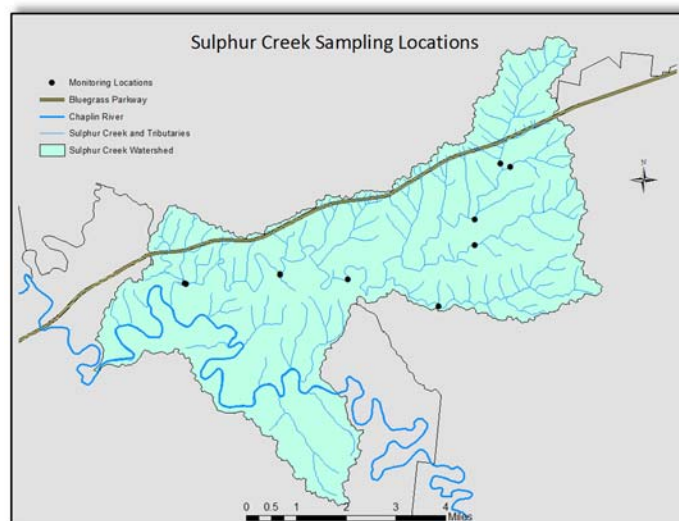 Sulphur Creek Sampling Locations
Monitoring Locations
Bluegrass Parkway
Chaplin River
Sulphur Creek and Tributaries
Sulphur Creek Watershed
N
0 0.5 1 2 3 4
Miles